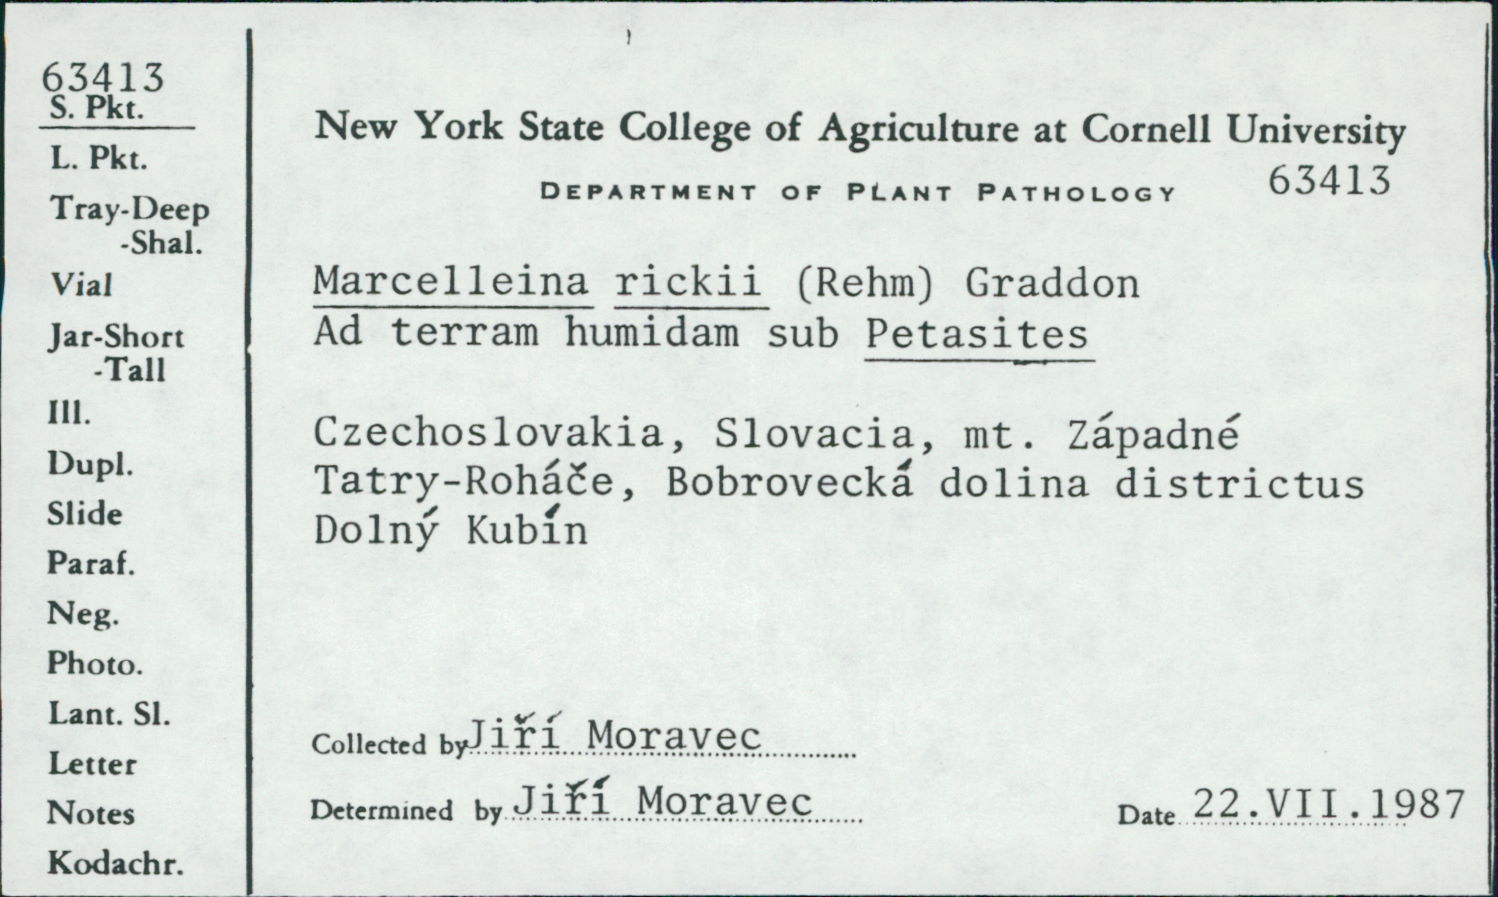 63413
S. Pkt.
L. Pkt.
Tray-Deep
-Shal.
Vial
Jar-Short
-Tall
Ill.
Dupl.
Slide
Paraf.
Neg.
Photo.
Lant. Sl.
Letter
Notes
Kodachr.
New York State College of Agriculture at Cornell University
DEPARTMENT OF PLANT PATHOLOGY 63413
Marcelleina rickii (Rehm) Graddon
Ad terram humidam sub Petasites
Czechoslovakia, Slovacia, mt. Západné
Tatry-Roháče, Bobrovecká dolina districtus
Dolný Kubín
Collected by Jiří Moravec
Determined by Jiří Moravec Date 22.VII.1987